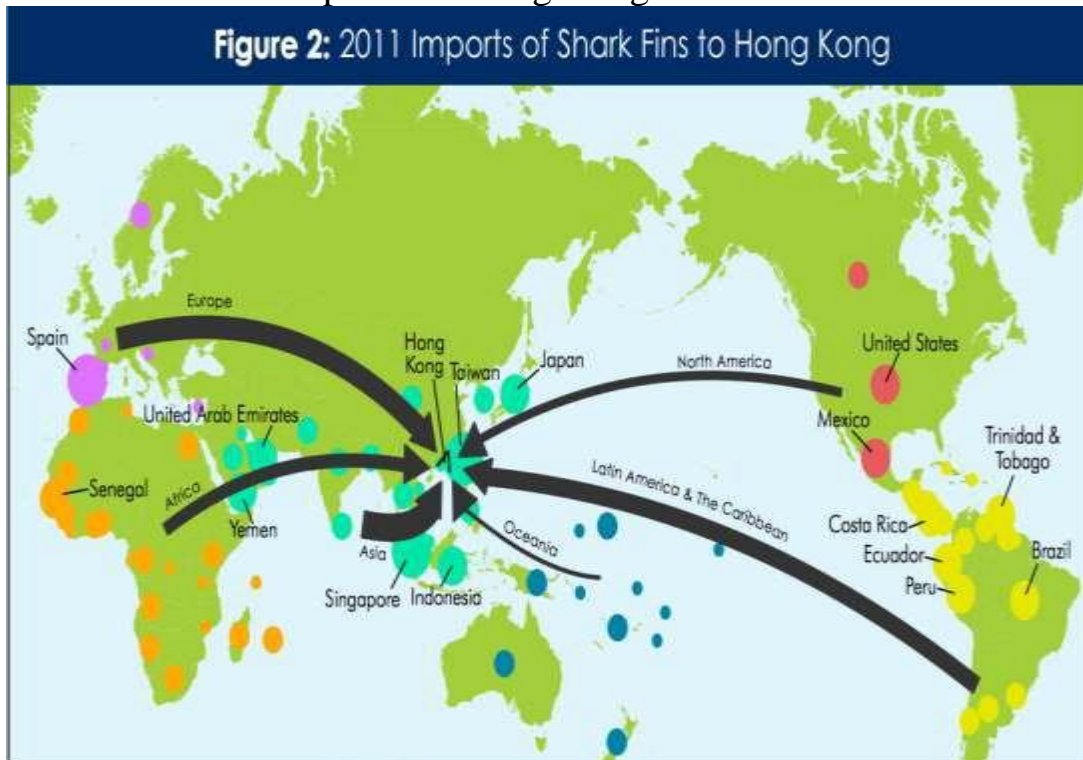 Figure 2: 2011 Imports of Shark Fins to Hong Kong
Europe
Spain
Hong
Kong
Taiwan
Japan
North America
United States
United Arab Emirates
Mexico
Trinidad &
Tobago
Senegal
Africa
Yemen
Latin America & The Caribbean
Costa Rica
Asia
Oceania
Ecuador
Brazil
Peru
Singapore
Indonesia